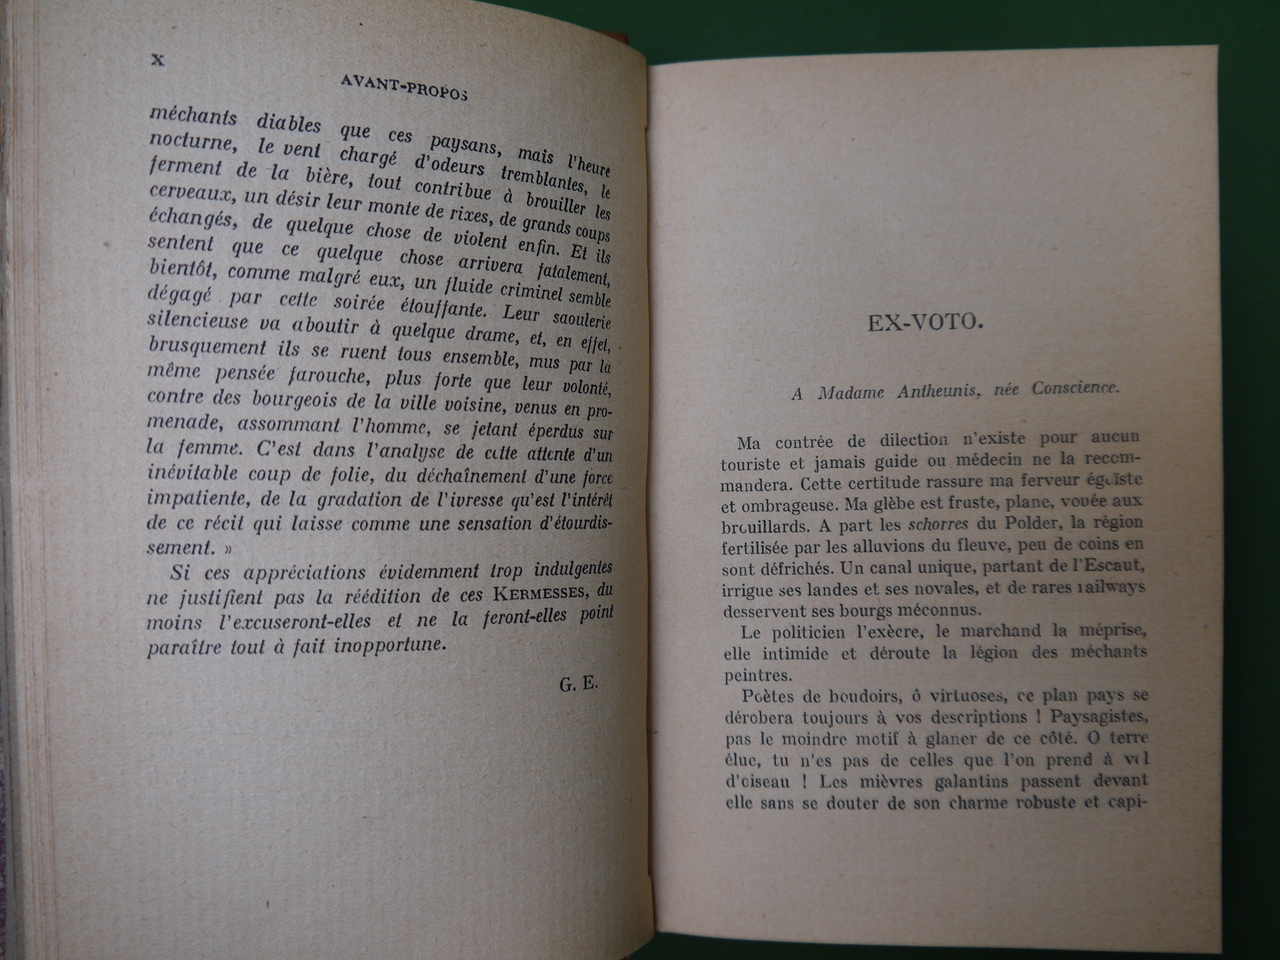 X
AVANT-PROPOS
méchants diables que ces paysans, mais l'heure
nocturne, le vent chargé d'odeurs tremblantes, le
ferment de la bière, tout contribue à brouiller les
cerveaux, un désir leur monte de rixes, de grands coups
échangés, de quelque chose de violent enfin. Et ils
sentent que ce quelque chose arrivera fatalement,
bientôt, comme malgré eux, un fluide criminel semble
dégagé par cette soirée étouffante. Leur saoulerie
silencieuse va aboutir à quelque drame, et, en effet,
brusquement ils se ruent tous ensemble, mus par la
même pensée farouche, plus forte que leur volonté,
contre des bourgeois de la ville voisine, venus en pro-
menade, assommant l'homme, se jetant éperdus sur
la femme. C'est dans l'analyse de cette attente d'un
inévitable coup de folie, du déchaînement d'une force
impatiente, de la gradation de l'ivresse qu'est l'intérêt
de ce récit qui laisse comme une sensation d'étourdis-
sement. »
Si ces appréciations évidemment trop indulgentes
ne justifient pas la réédition de ces KERMESSES, du
moins l'excuseront-elles et ne la feront-elles point
paraître tout à fait inopportune.
G. E.
EX-VOTO.
A Madame Antheunis, née Conscience.
Ma contrée de dilection n'existe pour aucun
touriste et jamais guide ou médecin ne la recom-
mandera. Cette certitude rassure ma ferveur égoïste
et ombrageuse. Ma glèbe est fruste, plane, vouée aux
brouillards. A part les schorres du Polder, la région
fertilisée par les alluvions du fleuve, peu de coins en
sont défrichés. Un canal unique, partant de l'Escaut,
irrigue ses landes et ses novales, et de rares railways
desservent ses bourgs méconnus.
Le politicien l'exècre, le marchand la méprise,
elle intimide et déroute la légion des méchants
peintres.
Poètes de boudoirs, ô virtuoses, ce plan pays se
dérobera toujours à vos descriptions ! Paysagistes,
pas le moindre motif à glaner de ce côté. O terre
élue, tu n'es pas de celles que l'on prend à vol
d'oiseau ! Les mièvres galantins passent devant
elle sans se douter de son charme robuste et capi-